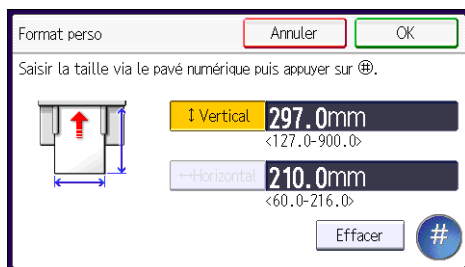 Format perso Annuler OK
Saisir la taille via le pavé numérique puis appuyer sur ⌗.
↕ Vertical 297.0mm
<127.0-900.0>
↔Horizontal 210.0mm
<60.0-216.0>
Effacer #